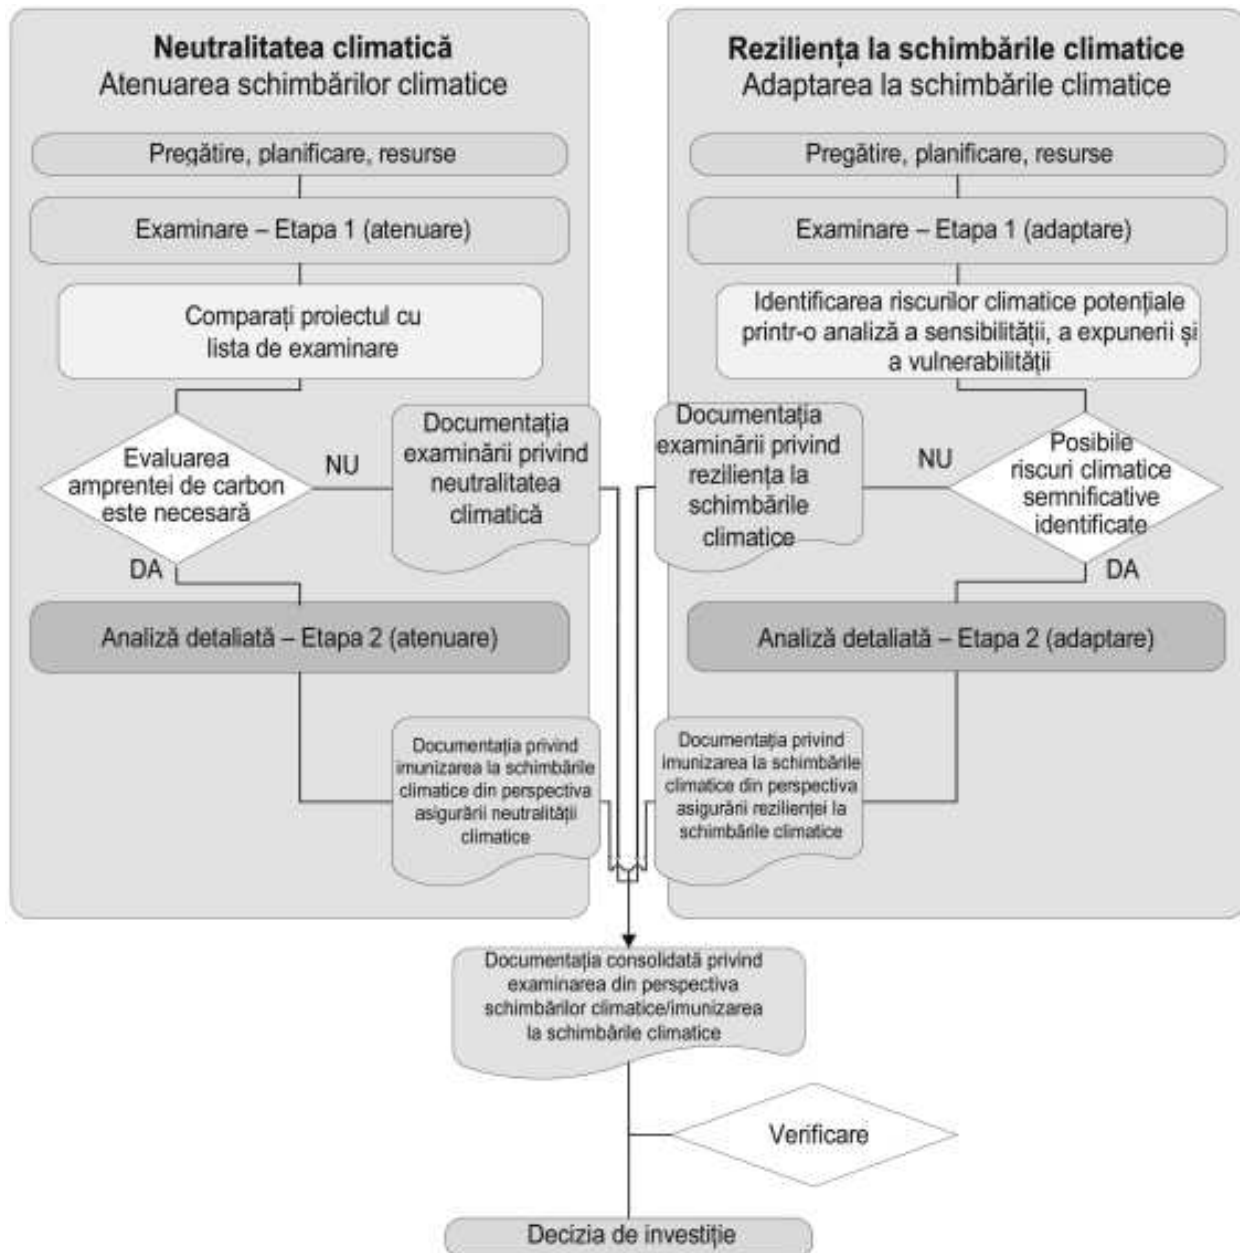 Neutralitatea climatică
Atenuarea schimbărilor climatice
Pregătire, planificare, resurse
Examinare – Etapa 1 (atenuare)
Comparați proiectul cu
lista de examinare
Evaluarea
amprentei de carbon
este necesară
NU
Documentația
examinării privind
neutralitatea
climatică
DA
Analiză detaliată – Etapa 2 (atenuare)
Documentația privind
imunizarea la schimbările
climatice din perspectiva
asigurării neutralității
climatice
Reziliența la schimbările climatice
Adaptarea la schimbările climatice
Pregătire, planificare, resurse
Examinare – Etapa 1 (adaptare)
Identificarea riscurilor climatice potențiale
printr-o analiză a sensibilității, a expunerii și
a vulnerabilității
Posibile
riscuri climatice
semnificative
identificate
NU
Documentația
examinării privind
reziliența la
schimbările
climatice
DA
Analiză detaliată – Etapa 2 (adaptare)
Documentația privind
imunizarea la schimbările
climatice din perspectiva
asigurării rezilienței la
schimbările climatice
Documentația consolidată privind
examinarea din perspectiva
schimbărilor climatice/imunizarea
la schimbările climatice
Verificare
Decizia de investiție